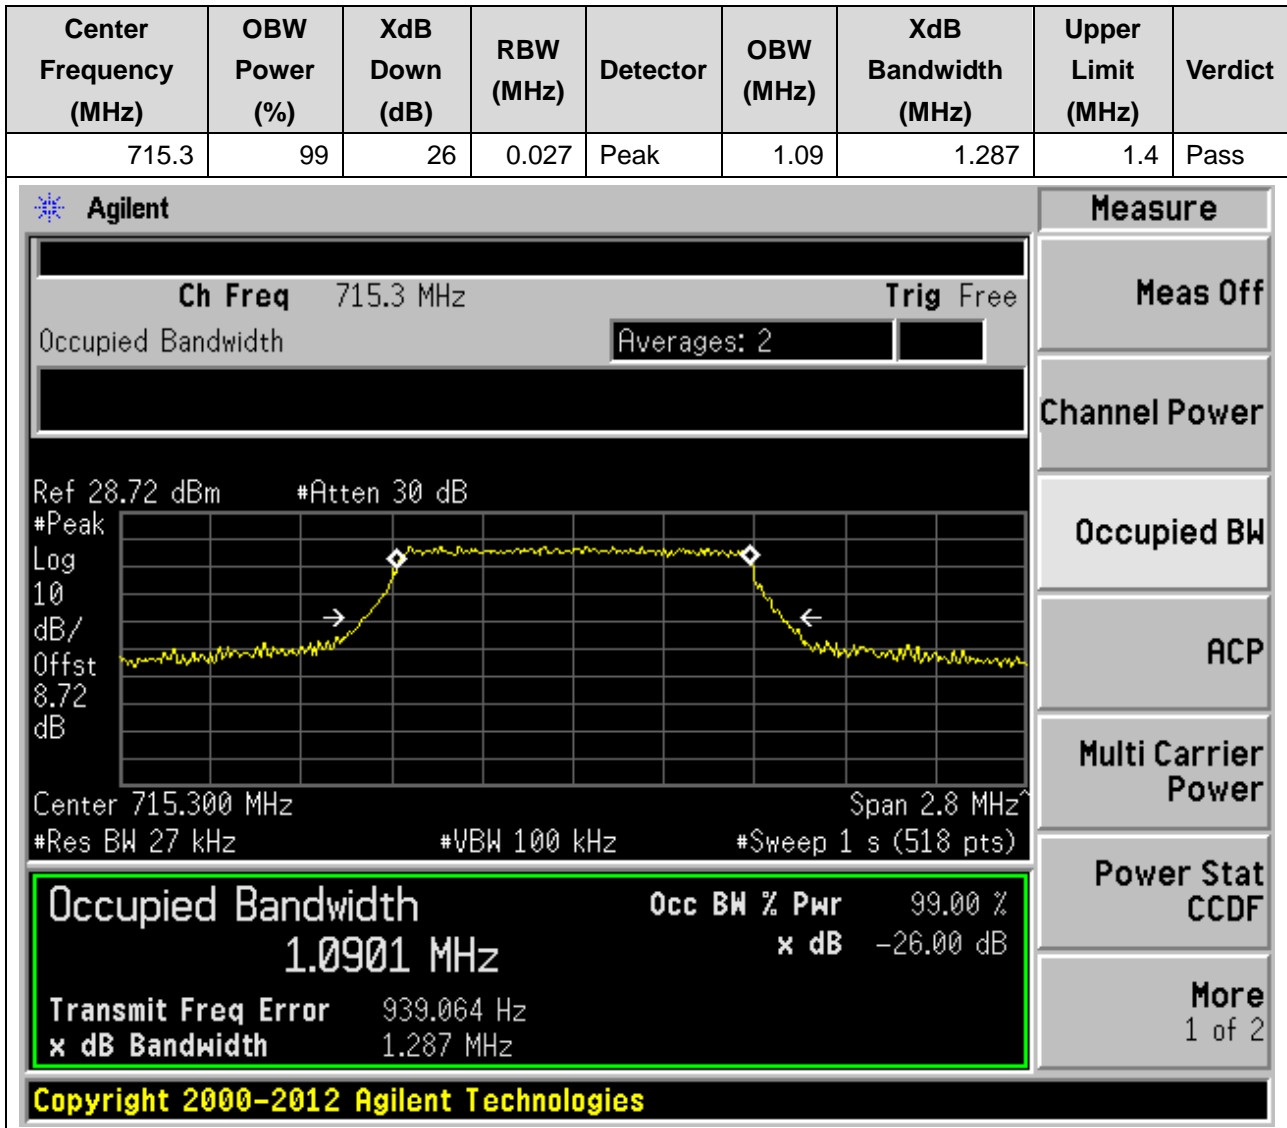 Center Frequency (MHz) OBW Power (%) XdB Down (dB) RBW (MHz) Detector OBW (MHz) XdB Bandwidth (MHz) Upper Limit (MHz) Verdict
715.3 99 26 0.027 Peak 1.09 1.287 1.4 Pass
Agilent
Measure
Ch Freq 715.3 MHz Trig Free
Meas Off
Occupied Bandwidth Averages: 2
Channel Power
Ref 28.72 dBm #Atten 30 dB
#Peak
Log
10
dB/
Offst
8.72
dB
Occupied BW
ACP
Multi Carrier
Power
Center 715.300 MHz Span 2.8 MHz^
#Res BW 27 kHz #VBW 100 kHz #Sweep 1 s (518 pts)
Power Stat
CCDF
Occupied Bandwidth Occ BW % Pwr 99.00 %
1.0901 MHz x dB -26.00 dB
Transmit Freq Error 939.064 Hz
x dB Bandwidth 1.287 MHz
More
1 of 2
Copyright 2000-2012 Agilent Technologies